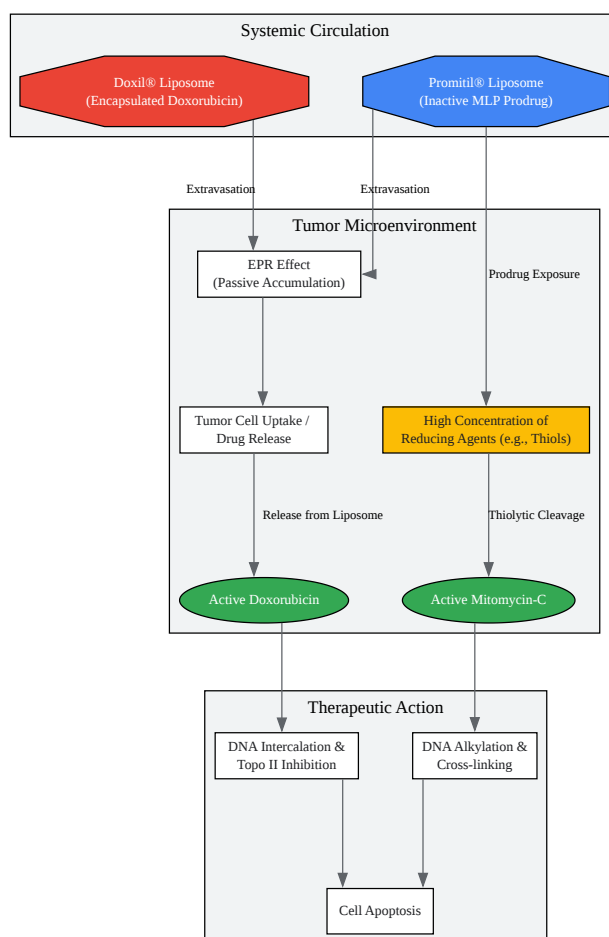 Systemic Circulation
Doxil® Liposome
(Encapsulated Doxorubicin)
Promitil® Liposome
(Inactive MLP Prodrug)
Extravasation
Extravasation
Tumor Microenvironment
EPR Effect
(Passive Accumulation)
Prodrug Exposure
Tumor Cell Uptake /
Drug Release
High Concentration of
Reducing Agents (e.g., Thiols)
Release from Liposome
Thiolytic Cleavage
Active Doxorubicin
Active Mitomycin-C
Therapeutic Action
DNA Intercalation &
Topo II Inhibition
DNA Alkylation &
Cross-linking
Cell Apoptosis